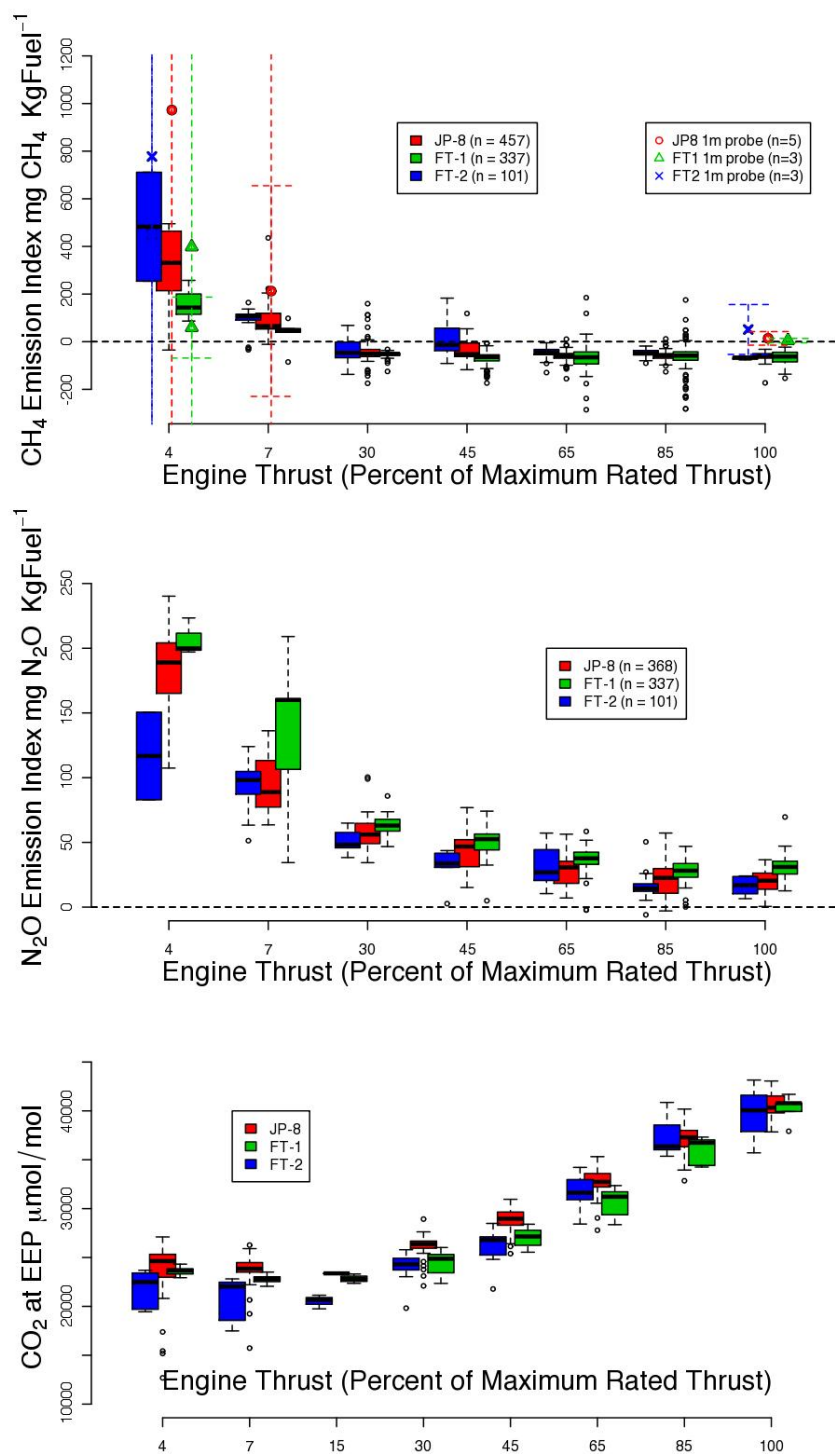 CH₄ Emission Index mg CH₄ KgFuel⁻¹
1200
1000
800
600
400
200
0
-200
JP-8 (n = 457)
FT-1 (n = 337)
FT-2 (n = 101)
JP8 1m probe (n=5)
FT1 1m probe (n=3)
FT2 1m probe (n=3)
4 7 30 45 65 85 100
Engine Thrust (Percent of Maximum Rated Thrust)
N₂O Emission Index mg N₂O KgFuel⁻¹
250
200
150
100
50
0
JP-8 (n = 368)
FT-1 (n = 337)
FT-2 (n = 101)
4 7 30 45 65 85 100
Engine Thrust (Percent of Maximum Rated Thrust)
CO₂ at EEP μmol/mol
40000
30000
20000
10000
JP-8
FT-1
FT-2
Engine Thrust (Percent of Maximum Rated Thrust)
4 7 15 30 45 65 85 100